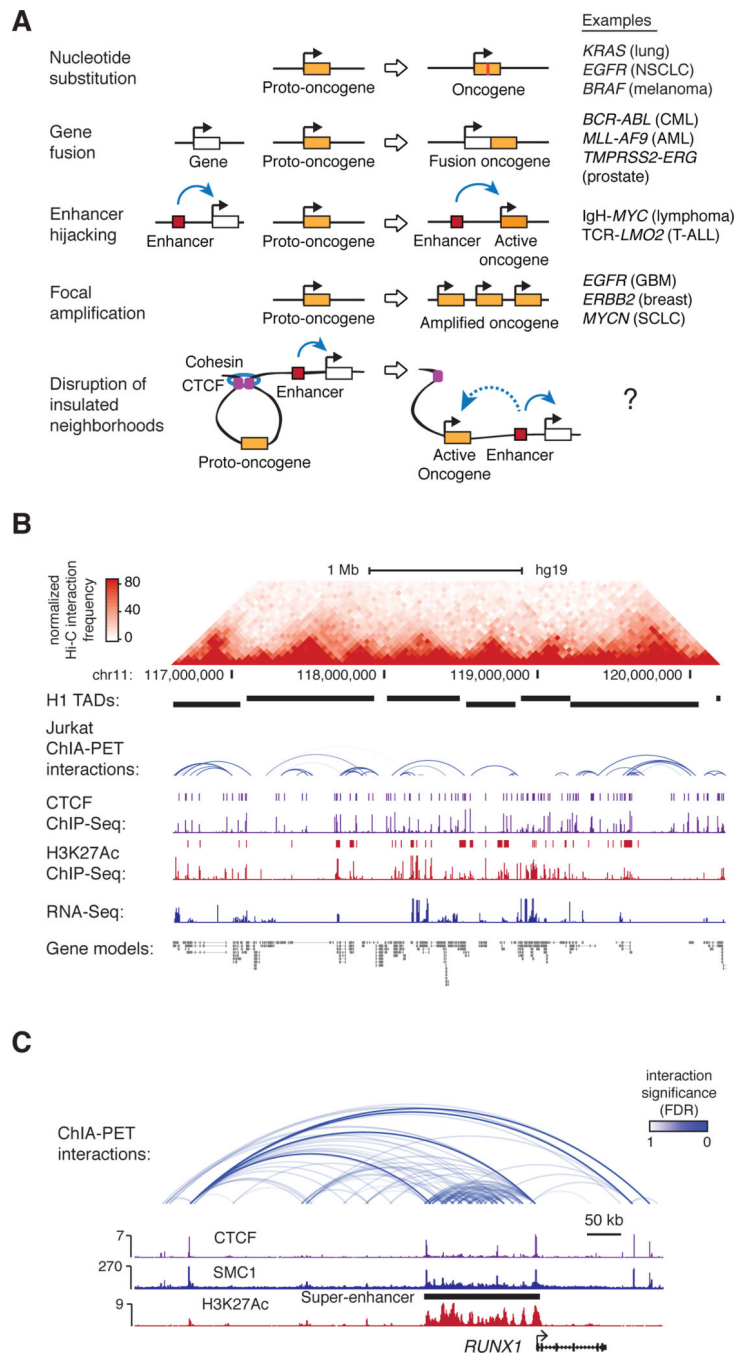 A
Examples
Nucleotide
substitution
Proto-oncogene
Oncogene
KRAS (lung)
EGFR (NSCLC)
BRAF (melanoma)
Gene
fusion
Gene
Proto-oncogene
Fusion oncogene
BCR-ABL (CML)
MLL-AF9 (AML)
TMPRSS2-ERG
(prostate)
Enhancer
hijacking
Enhancer
Proto-oncogene
Enhancer
Active
oncogene
IgH-MYC (lymphoma)
TCR-LMO2 (T-ALL)
Focal
amplification
Proto-oncogene
Amplified oncogene
EGFR (GBM)
ERBB2 (breast)
MYCN (SCLC)
Disruption of
insulated
neighborhoods
Cohesin
CTCF
Enhancer
Proto-oncogene
Active
Oncogene
Enhancer
?
B
normalized
Hi-C interaction
frequency
80
40
0
1 Mb
hg19
chr11: 117,000,000 118,000,000 119,000,000 120,000,000
H1 TADs:
Jurkat
ChIA-PET
interactions:
CTCF
ChIP-Seq:
H3K27Ac
ChIP-Seq:
RNA-Seq:
Gene models:
C
ChIA-PET
interactions:
interaction
significance
(FDR)
1 0
50 kb
7
CTCF
270
SMC1
Super-enhancer
9
H3K27Ac
RUNX1